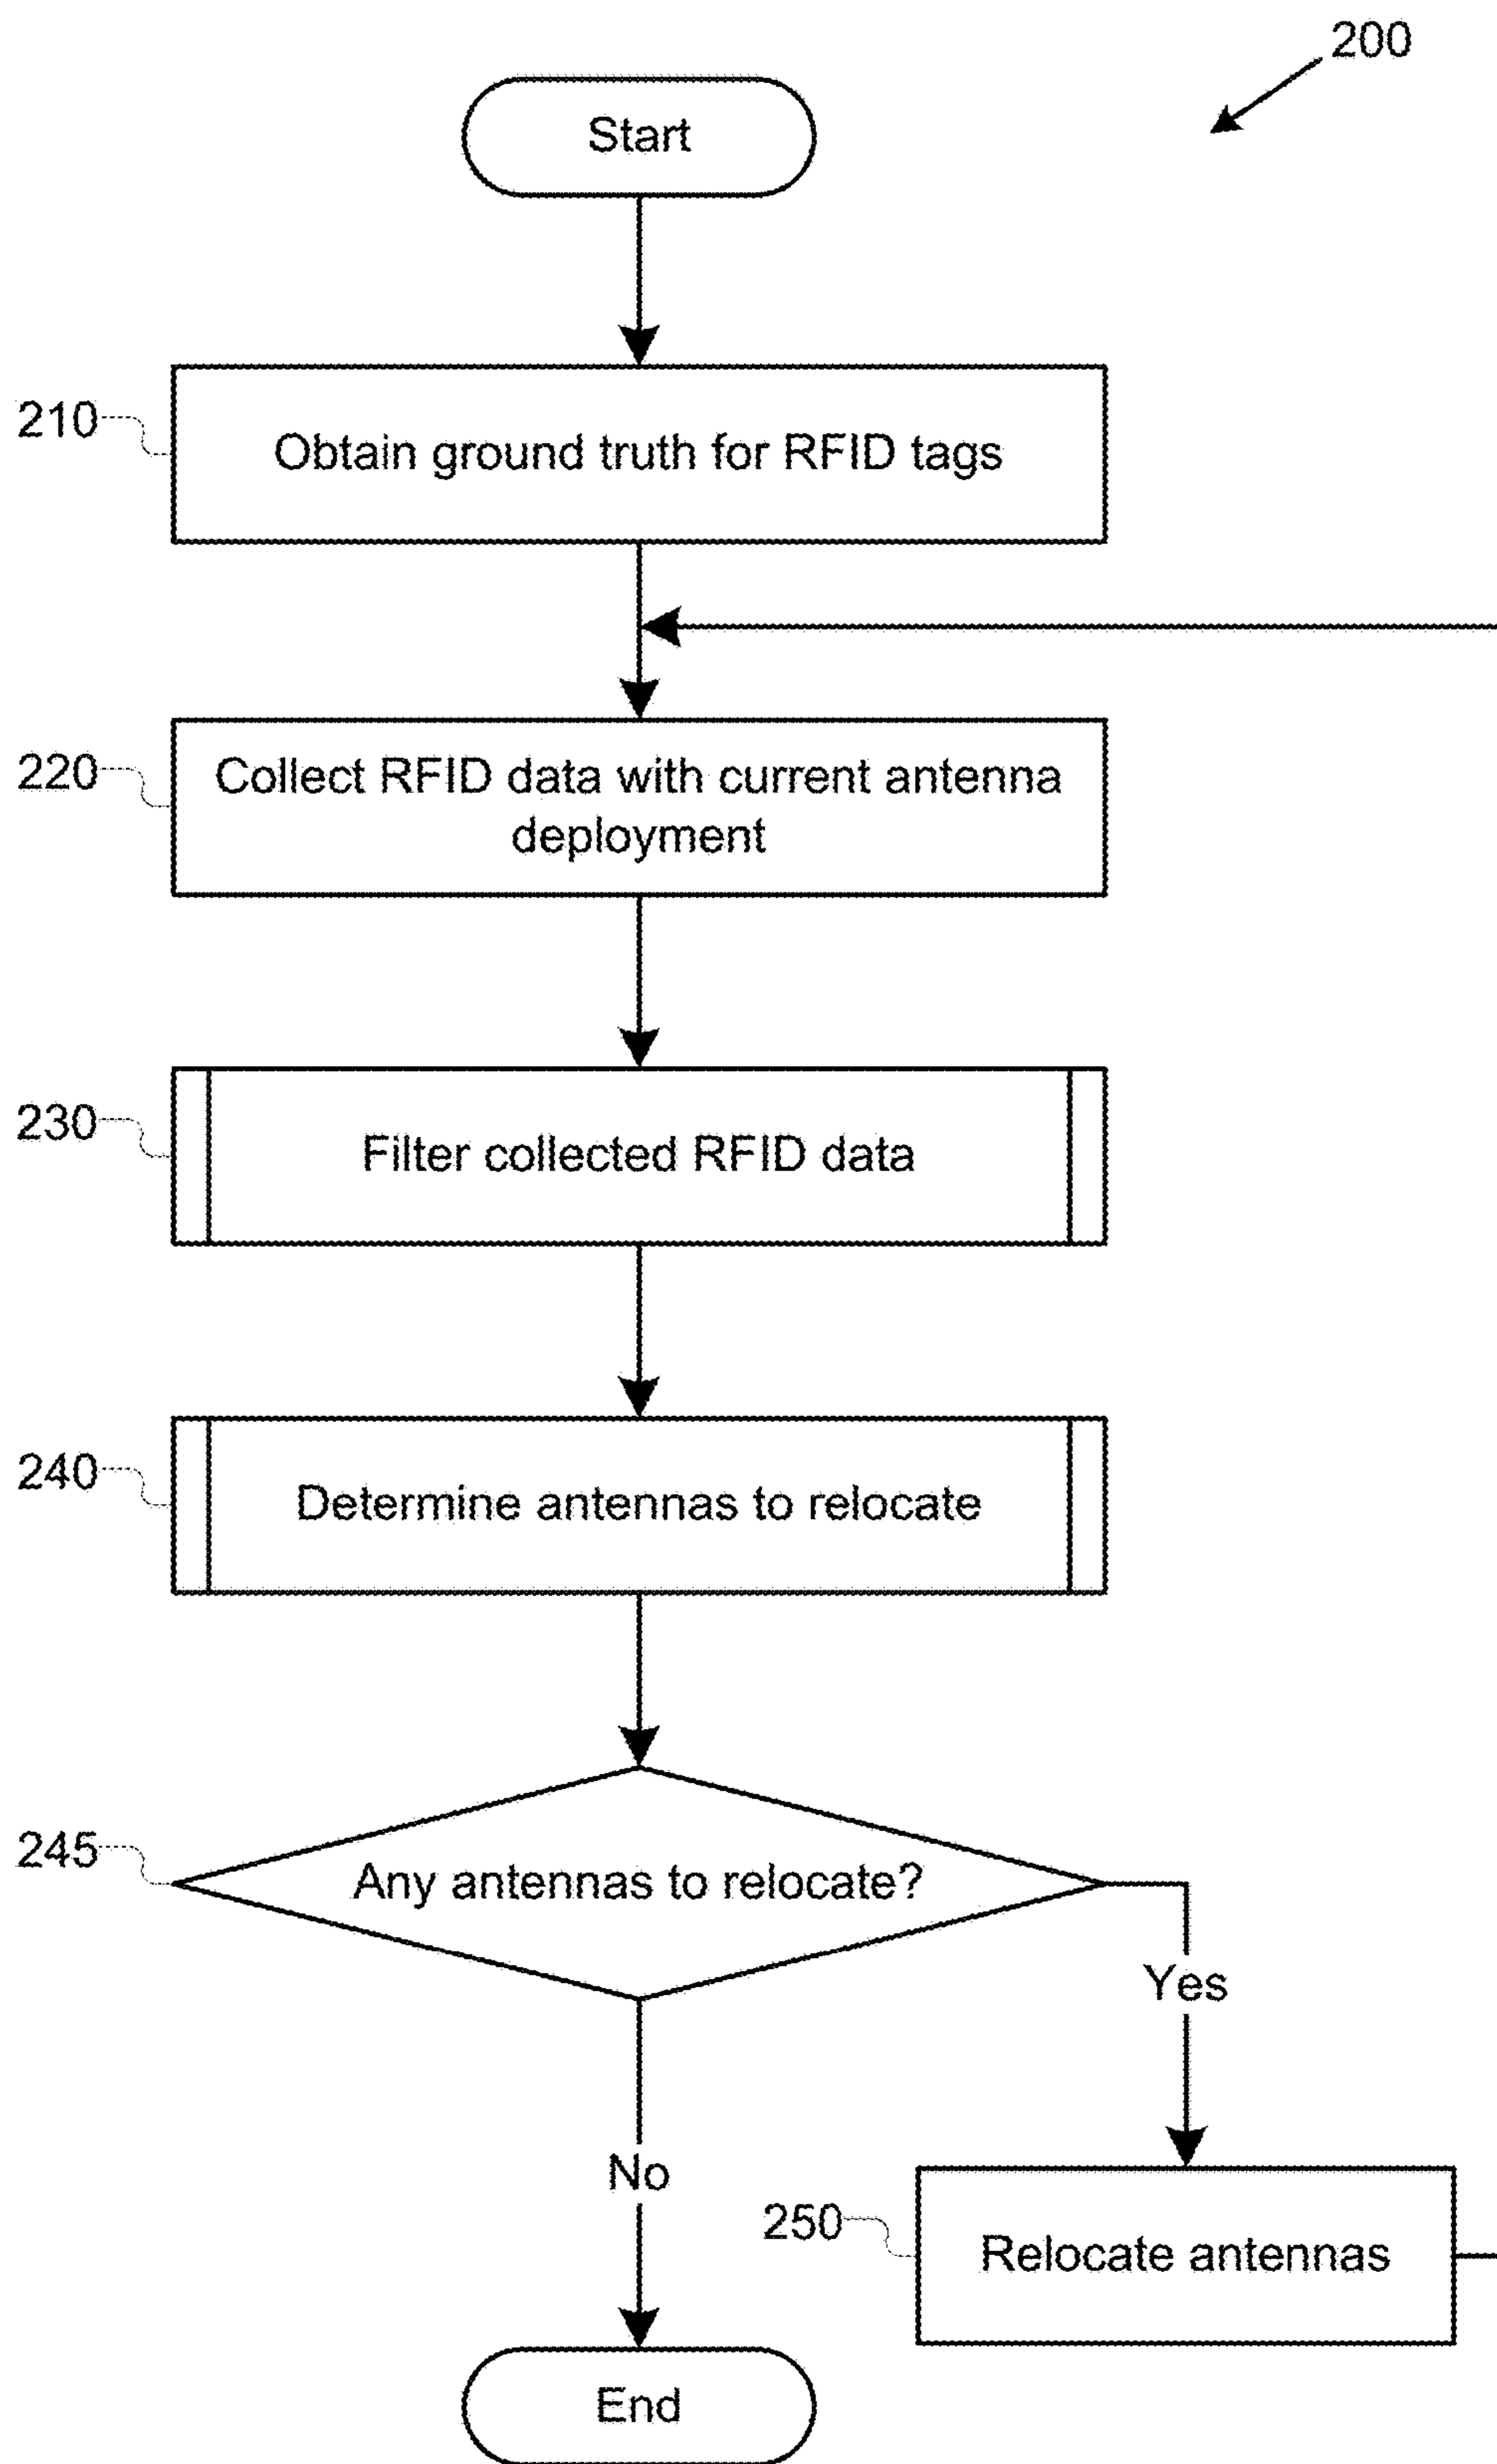 200
Start
210
Obtain ground truth for RFID tags
220
Collect RFID data with current antenna
deployment
230
Filter collected RFID data
240
Determine antennas to relocate
245
Any antennas to relocate?
Yes
No
250
Relocate antennas
End